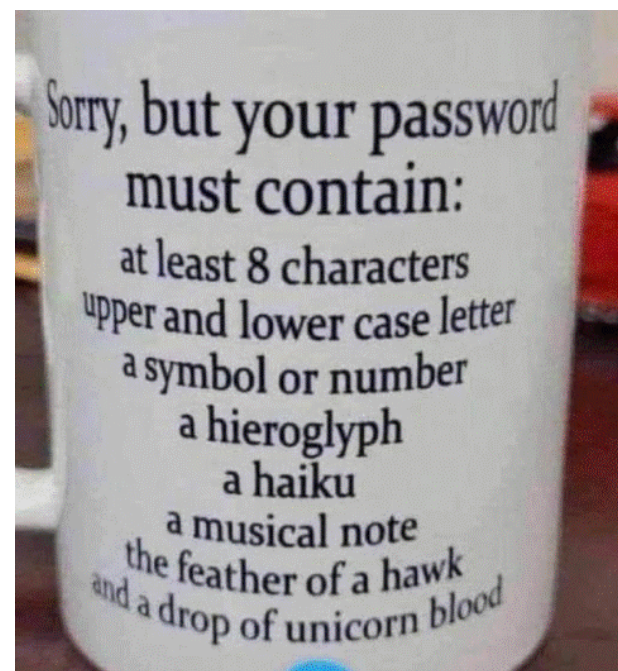 Sorry, but your password
must contain:
at least 8 characters
upper and lower case letter
a symbol or number
a hieroglyph
a haiku
a musical note
the feather of a hawk
and a drop of unicorn blood